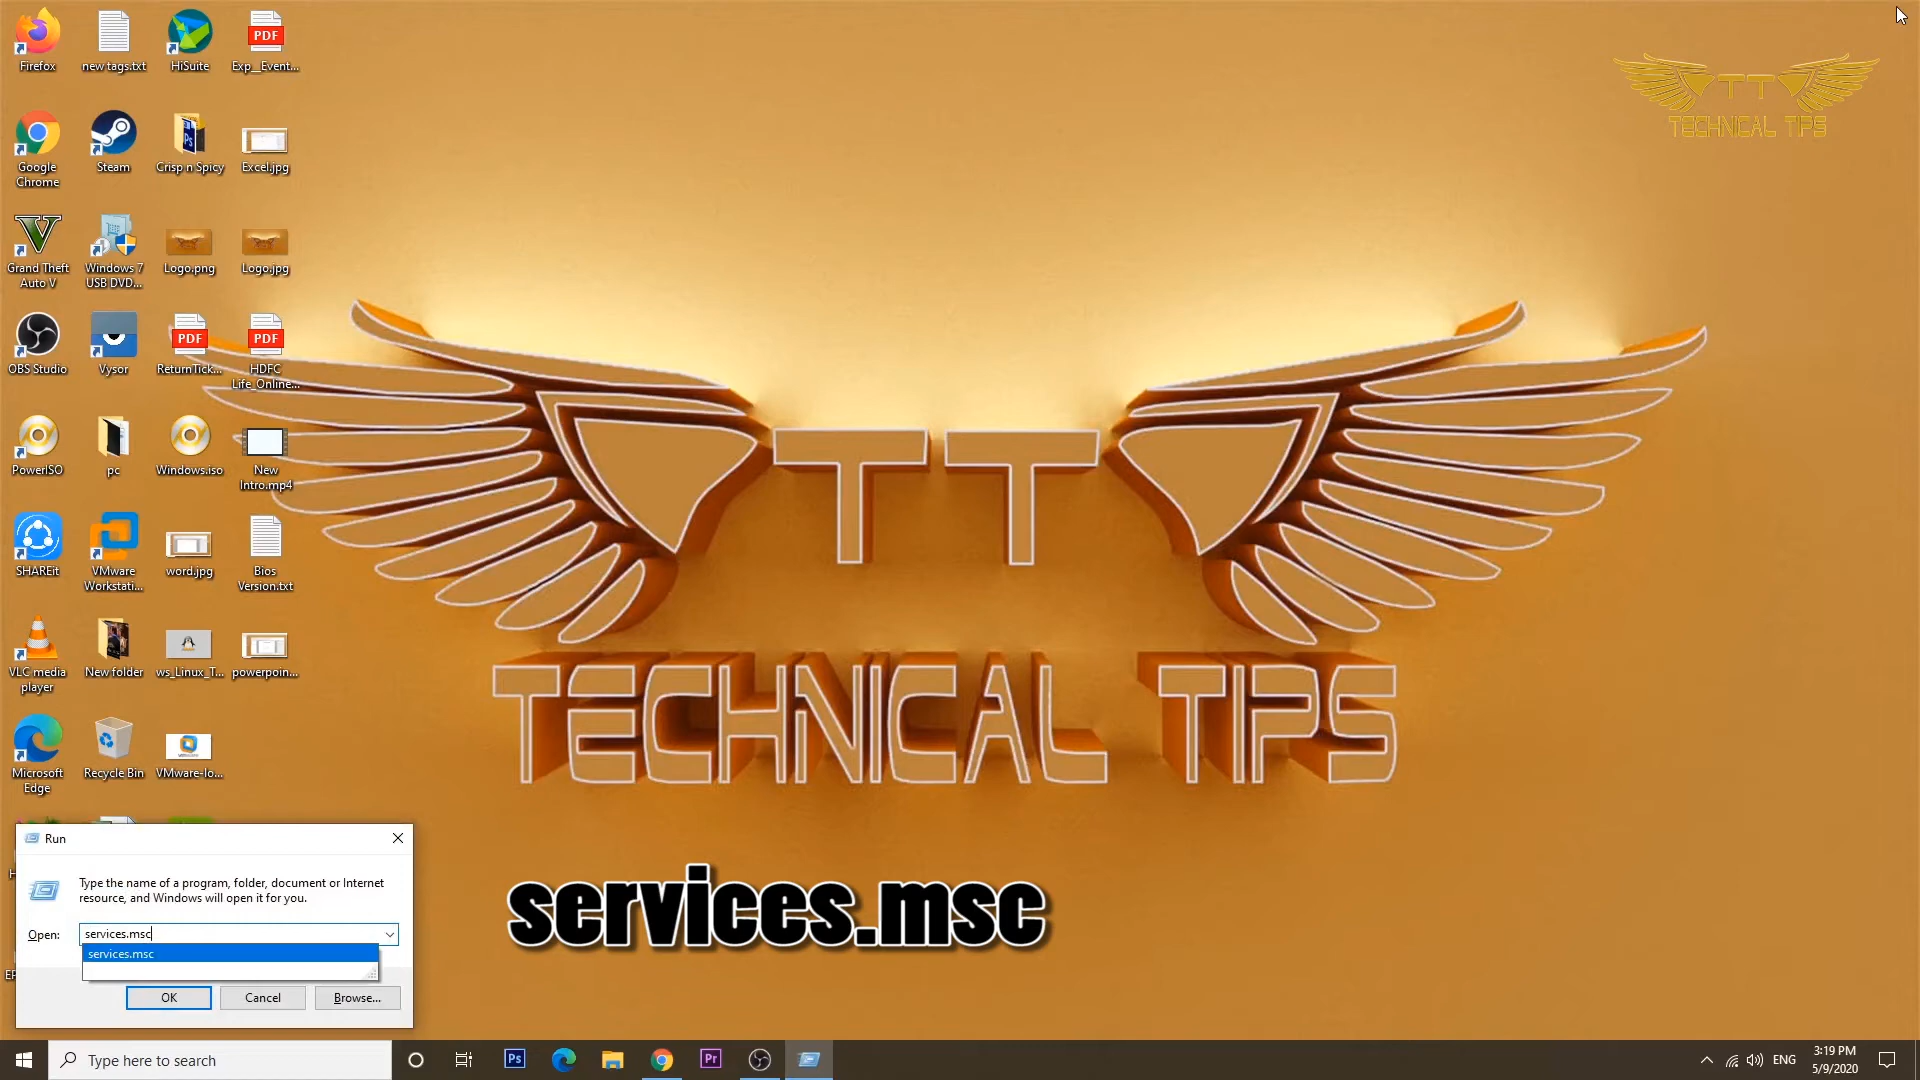 Firefox
new tags.txt
HiSuite
Exp_Event...
TT
TECHNICAL TIPS
Google
Chrome
Steam
Crisp n Spicy
Excel.jpg
Grand Theft
Auto V
Windows 7
USB DVD...
Logo.png
Logo.jpg
OBS Studio
Vysor
ReturnTick...
HDFC
Life_Online...
PowerISO
pc
Windows.iso
New
Intro.mp4
SHAREit
VMware
Workstati...
word.jpg
Bios
Version.txt
VLC media
player
New folder
ws_Linux_T...
powerpoin...
Microsoft
Edge
Recycle Bin
VMware-lo...
PDF
PDF
PDF
TT
TECHNICAL TIPS
Run
Type the name of a program, folder, document or Internet
resource, and Windows will open it for you.
Open:
services.msc
services.msc
OK
Cancel
Browse...
services.msc
Type here to search
Ps
Pr
ENG
3:19 PM
5/9/2020